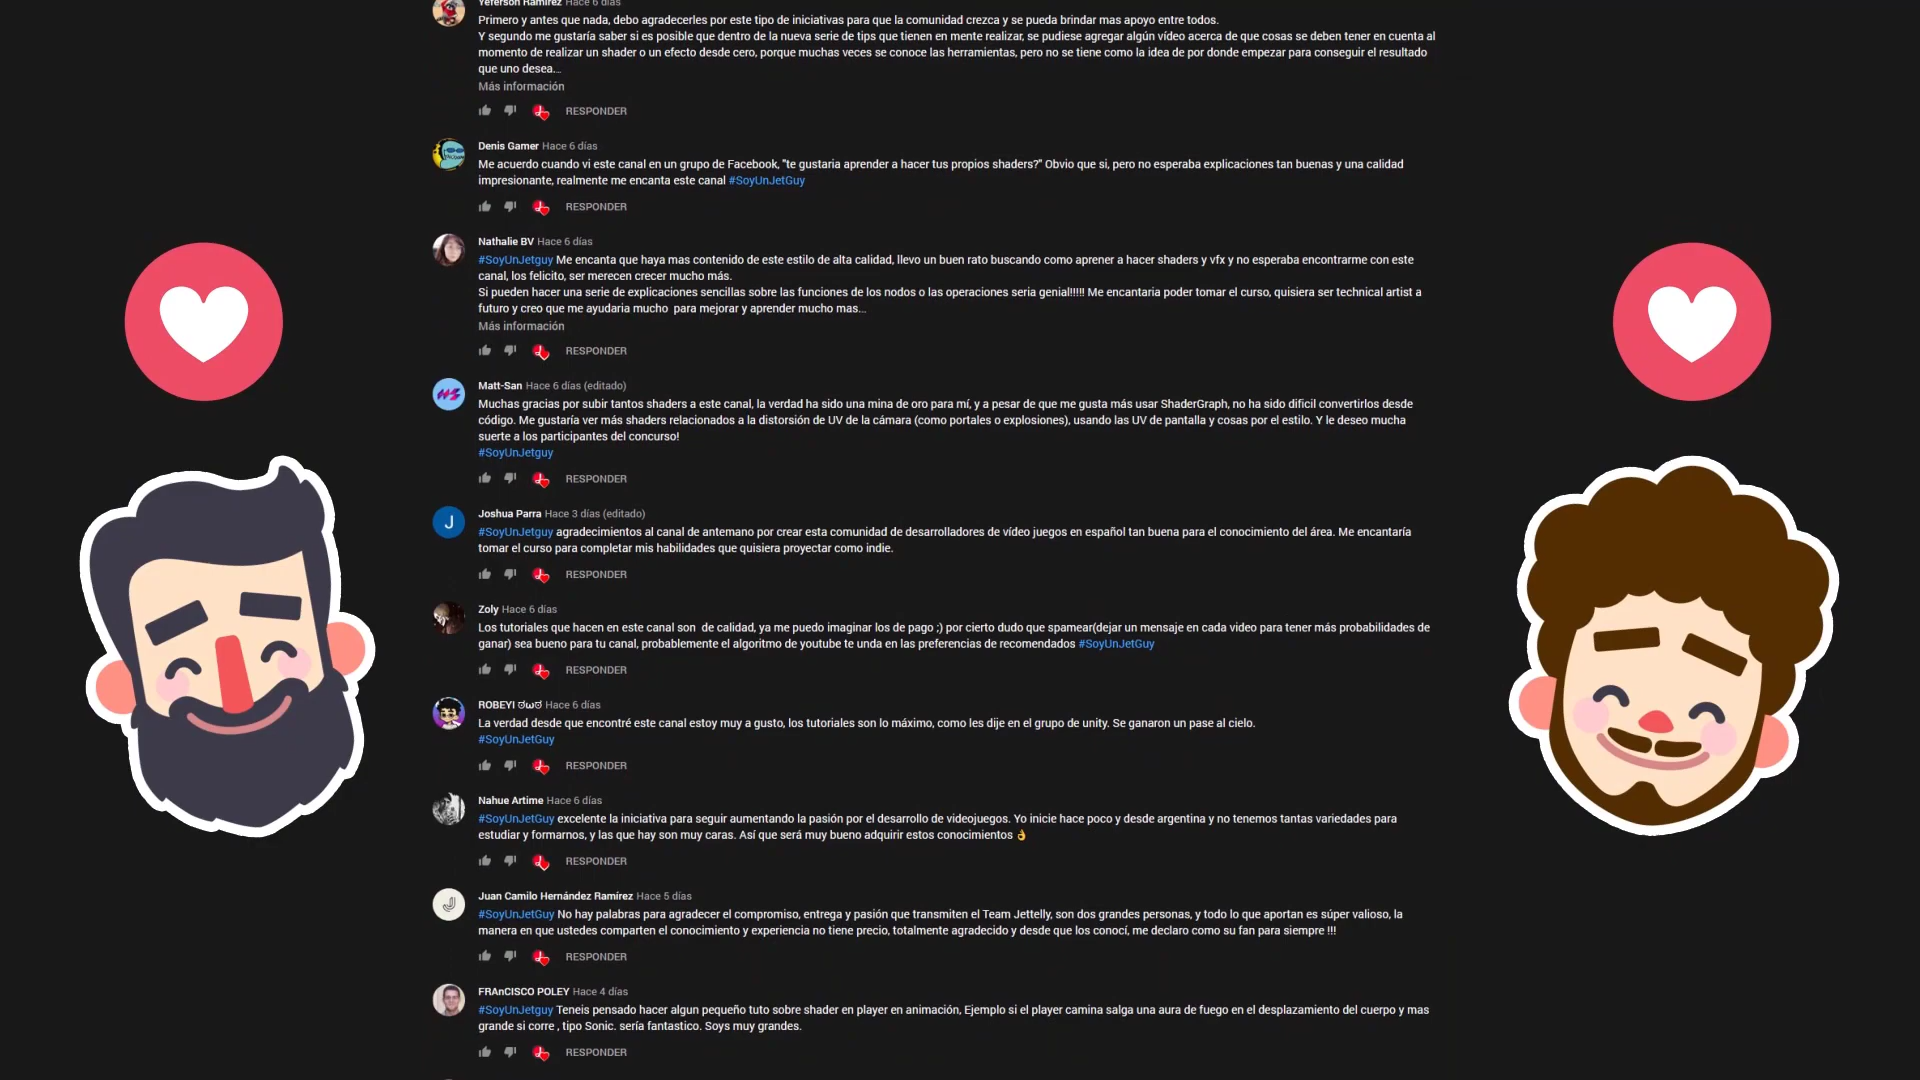 Yeferson Ramirez Hace 6 días
Primero y antes que nada, debo agradecerles por este tipo de iniciativas para que la comunidad crezca y se pueda brindar mas apoyo entre todos.
Y segundo me gustaría saber si es posible que dentro de la nueva serie de tips que tienen en mente realizar, se pudiese agregar algún vídeo acerca de que cosas se deben tener en cuenta al
momento de realizar un shader o un efecto desde cero, porque muchas veces se conoce las herramientas, pero no se tiene como la idea de por donde empezar para conseguir el resultado
que uno desea...
Más información
RESPONDER
Denis Gamer Hace 6 días
Me acuerdo cuando vi este canal en un grupo de Facebook, "te gustaria aprender a hacer tus propios shaders?" Obvio que si, pero no esperaba explicaciones tan buenas y una calidad
impresionante, realmente me encanta este canal #SoyUnJetGuy
RESPONDER
Nathalie BV Hace 6 días
#SoyUnJetguy Me encanta que haya mas contenido de este estilo de alta calidad, llevo un buen rato buscando como aprener a hacer shaders y vfx y no esperaba encontrarme con este
canal, los felicito, ser merecen crecer mucho más.
Si pueden hacer una serie de explicaciones sencillas sobre las funciones de los nodos o las operaciones seria genial!!!!! Me encantaria poder tomar el curso, quisiera ser technical artist a
futuro y creo que me ayudaria mucho para mejorar y aprender mucho mas...
Más información
RESPONDER
Matt-San Hace 6 días (editado)
Muchas gracias por subir tantos shaders a este canal, la verdad ha sido una mina de oro para mí, y a pesar de que me gusta más usar ShaderGraph, no ha sido dificil convertirlos desde
código. Me gustaría ver más shaders relacionados a la distorsión de UV de la cámara (como portales o explosiones), usando las UV de pantalla y cosas por el estilo. Y le deseo mucha
suerte a los participantes del concurso!
#SoyUnJetguy
RESPONDER
J
Joshua Parra Hace 3 días (editado)
#SoyUnJetguy agradecimientos al canal de antemano por crear esta comunidad de desarrolladores de vídeo juegos en español tan buena para el conocimiento del área. Me encantaría
tomar el curso para completar mis habilidades que quisiera proyectar como indie.
RESPONDER
Zoly Hace 6 días
Los tutoriales que hacen en este canal son de calidad, ya me puedo imaginar los de pago ;) por cierto dudo que spamear(dejar un mensaje en cada video para tener más probabilidades de
ganar) sea bueno para tu canal, probablemente el algoritmo de youtube te unda en las preferencias de recomendados #SoyUnJetGuy
RESPONDER
ROBEYI ಠωಠ Hace 6 días
La verdad desde que encontré este canal estoy muy a gusto, los tutoriales son lo máximo, como les dije en el grupo de unity. Se ganaron un pase al cielo.
#SoyUnJetGuy
RESPONDER
Nahue Artime Hace 6 días
#SoyUnJetGuy excelente la iniciativa para seguir aumentando la pasión por el desarrollo de videojuegos. Yo inicie hace poco y desde argentina y no tenemos tantas variedades para
estudiar y formarnos, y las que hay son muy caras. Así que será muy bueno adquirir estos conocimientos 👌
RESPONDER
Juan Camilo Hernández Ramírez Hace 5 días
#SoyUnJetGuy No hay palabras para agradecer el compromiso, entrega y pasión que transmiten el Team Jettelly, son dos grandes personas, y todo lo que aportan es súper valioso, la
manera en que ustedes comparten el conocimiento y experiencia no tiene precio, totalmente agradecido y desde que los conocí, me declaro como su fan para siempre !!!
RESPONDER
FRAnCISCO POLEY Hace 4 días
#SoyUnJetguy Teneis pensado hacer algun pequeño tuto sobre shader en player en animación, Ejemplo si el player camina salga una aura de fuego en el desplazamiento del cuerpo y mas
grande si corre , tipo Sonic. sería fantastico. Soys muy grandes.
RESPONDER